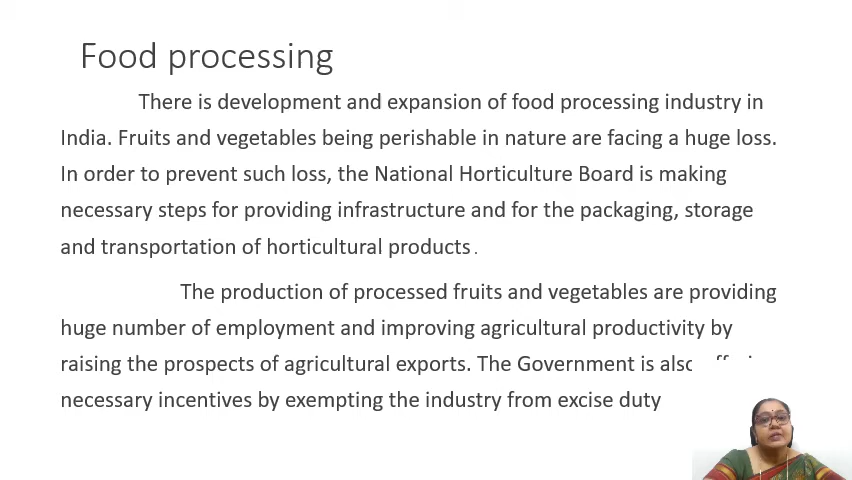 Food processing
There is development and expansion of food processing industry in
India. Fruits and vegetables being perishable in nature are facing a huge loss.
In order to prevent such loss, the National Horticulture Board is making
necessary steps for providing infrastructure and for the packaging, storage
and transportation of horticultural products.
The production of processed fruits and vegetables are providing
huge number of employment and improving agricultural productivity by
raising the prospects of agricultural exports. The Government is also
necessary incentives by exempting the industry from excise duty